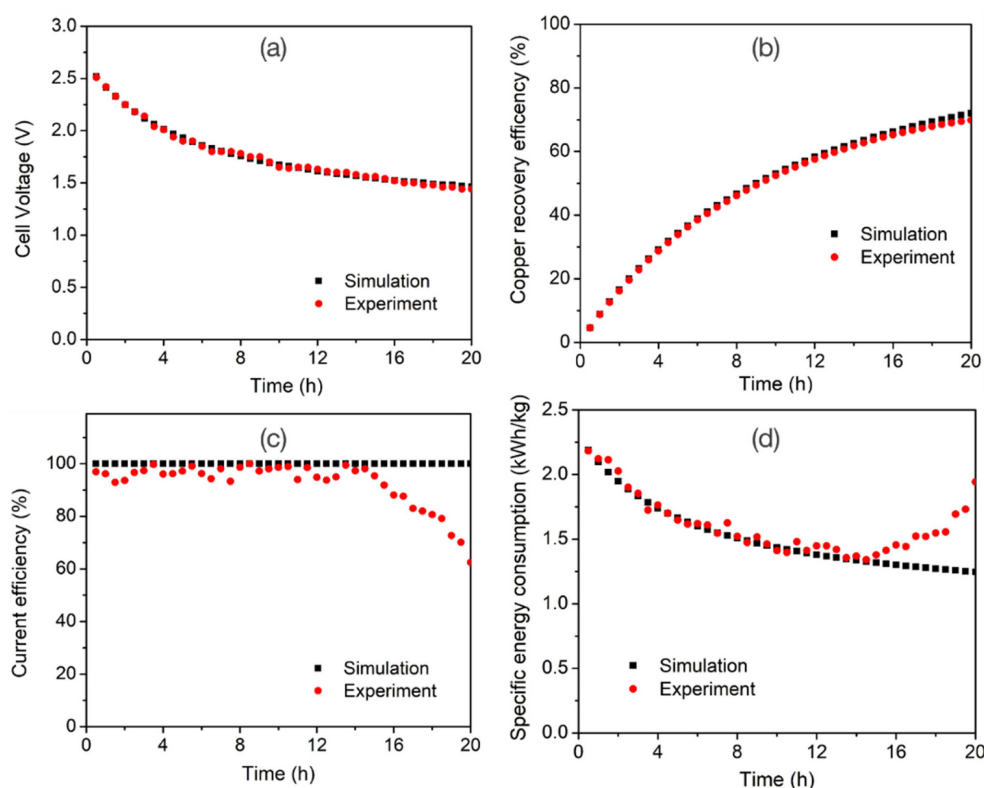 (a)
Cell Voltage (V)
3.0
2.5
2.0
1.5
1.0
0.5
0.0
Simulation
Experiment
0 4 8 12 16 20
Time (h)
(b)
Copper recovery efficency (%)
100
80
60
40
20
0
Simulation
Experiment
0 4 8 12 16 20
Time (h)
(c)
Current efficiency (%)
100
80
60
40
20
0
Simulation
Experiment
0 4 8 12 16 20
Time (h)
(d)
Specific energy consumption (kWh/kg)
2.5
2.0
1.5
1.0
0.5
0.0
Simulation
Experiment
0 4 8 12 16 20
Time (h)